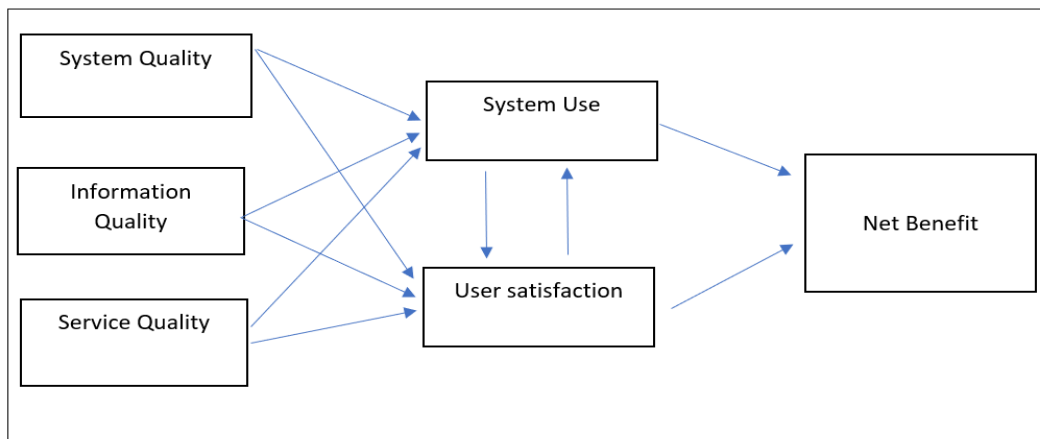 System Quality
System Use
Information
Quality
Net Benefit
User satisfaction
Service Quality